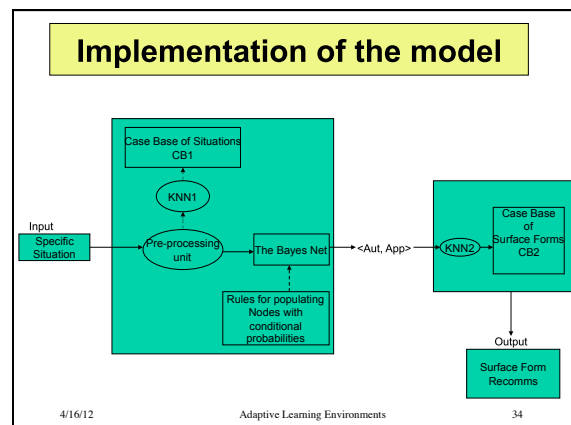 Implementation of the model
Case Base of Situations
CB1
KNN1
Input
Specific
Situation
Pre-processing
unit
The Bayes Net
Rules for populating
Nodes with
conditional
probabilities
<Aut, App>
KNN2
Case Base
of
Surface Forms
CB2
Output
Surface Form
Recomms
4/16/12
Adaptive Learning Environments
34